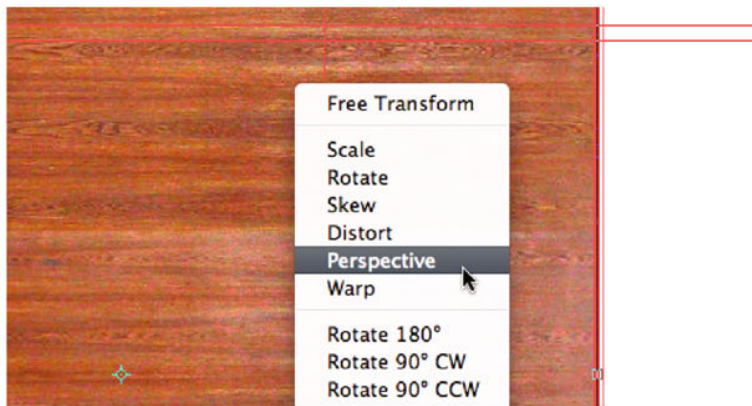 Free Transform
Scale
Rotate
Skew
Distort
Perspective
Warp
Rotate 180°
Rotate 90° CW
Rotate 90° CCW